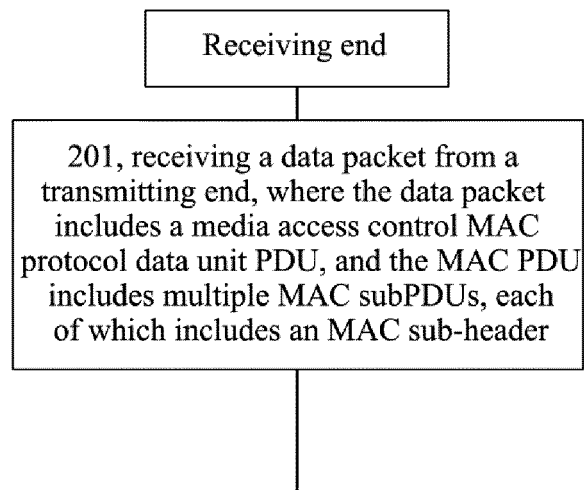 Receiving end
201, receiving a data packet from a
transmitting end, where the data packet
includes a media access control MAC
protocol data unit PDU, and the MAC PDU
includes multiple MAC subPDUs, each
of which includes an MAC sub-header